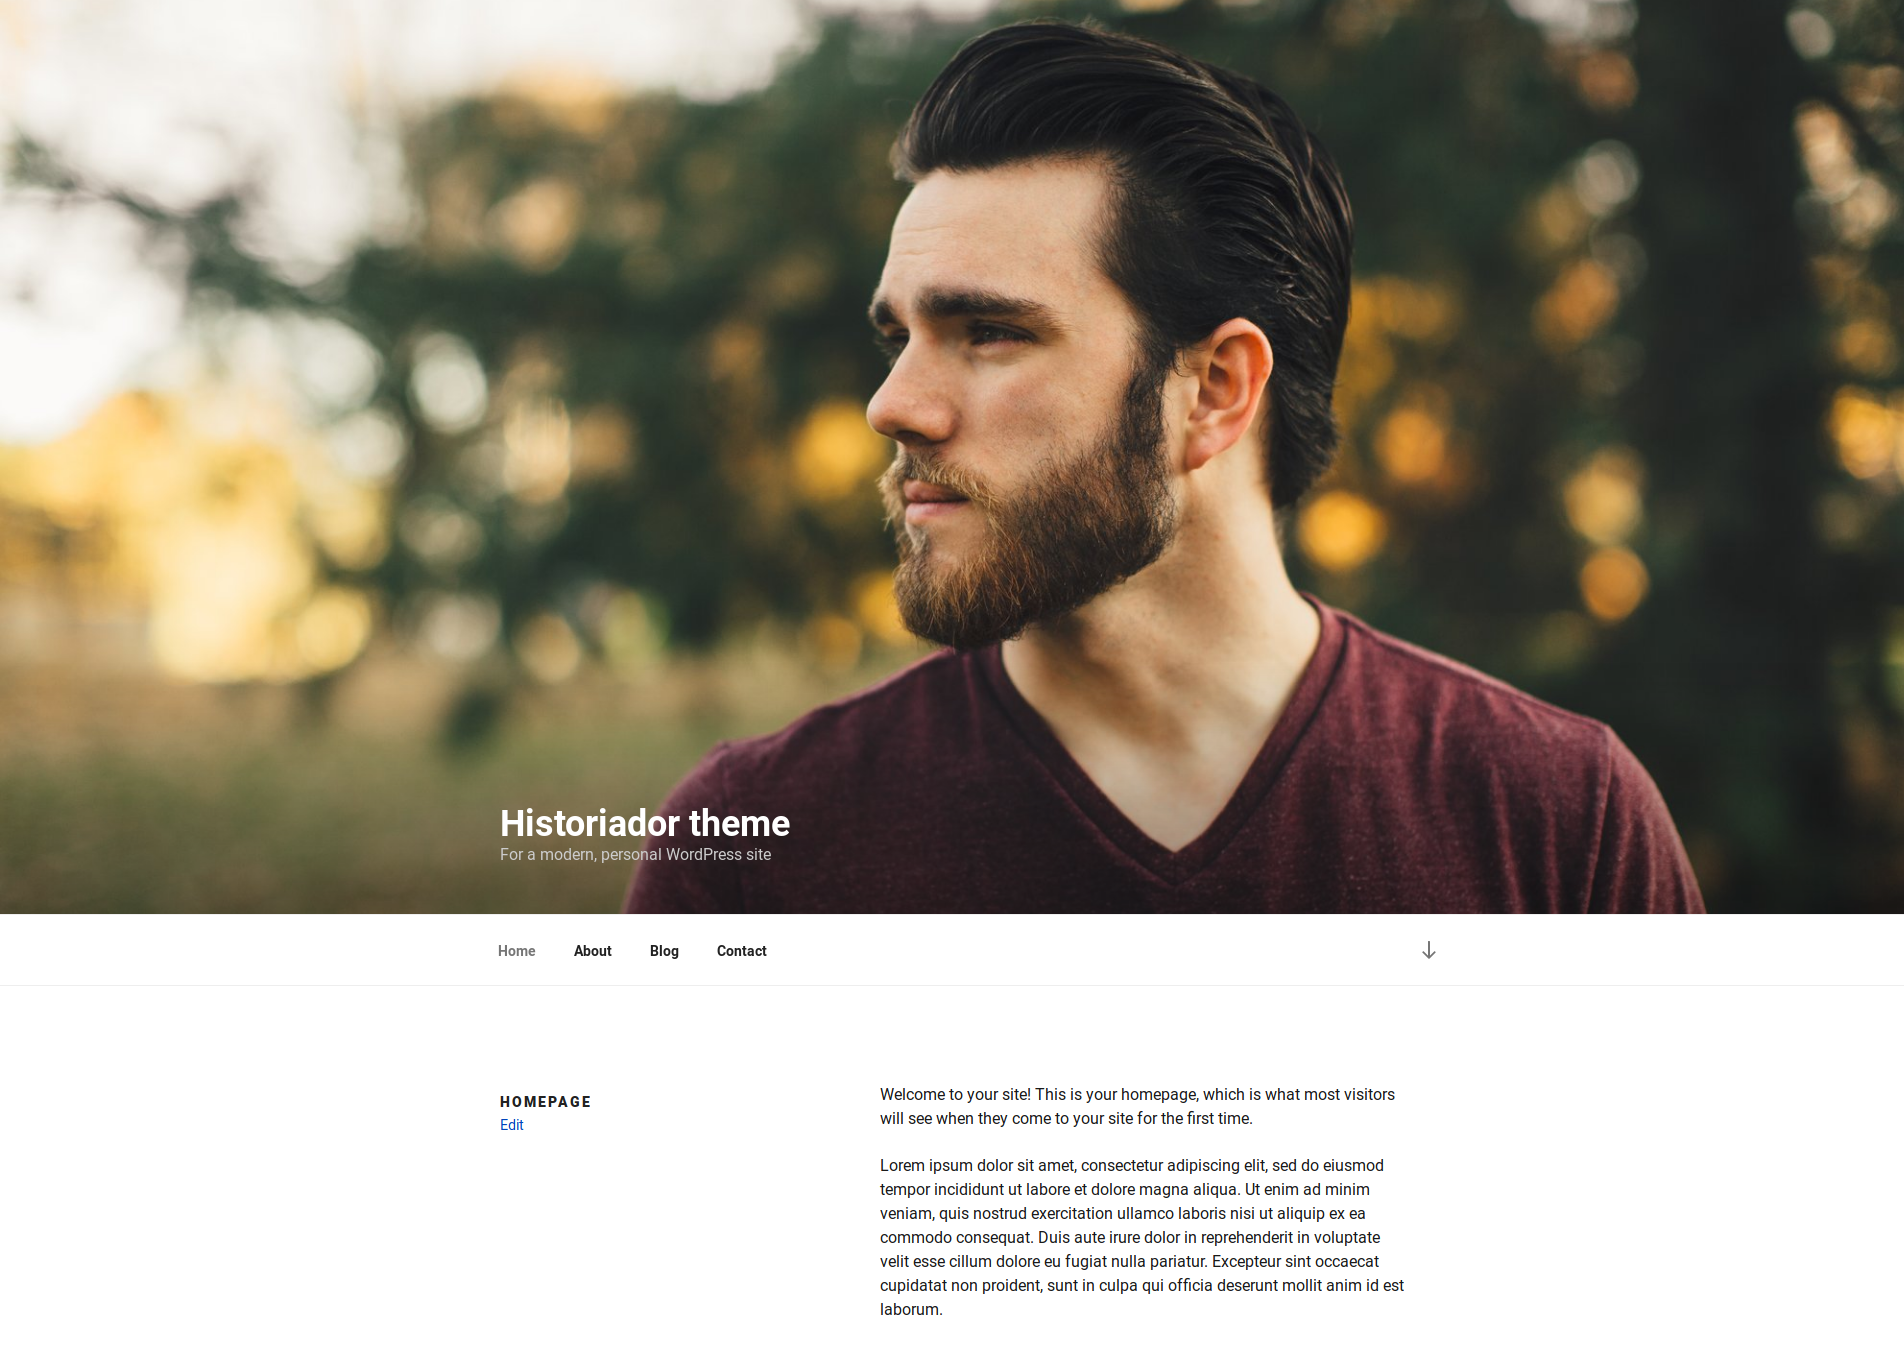 Historiador theme
For a modern, personal WordPress site
Home About Blog Contact
HOMEPAGE
Edit
Welcome to your site! This is your homepage, which is what most visitors
will see when they come to your site for the first time.
Lorem ipsum dolor sit amet, consectetur adipiscing elit, sed do eiusmod
tempor incididunt ut labore et dolore magna aliqua. Ut enim ad minim
veniam, quis nostrud exercitation ullamco laboris nisi ut aliquip ex ea
commodo consequat. Duis aute irure dolor in reprehenderit in voluptate
velit esse cillum dolore eu fugiat nulla pariatur. Excepteur sint occaecat
cupidatat non proident, sunt in culpa qui officia deserunt mollit anim id est
laborum.